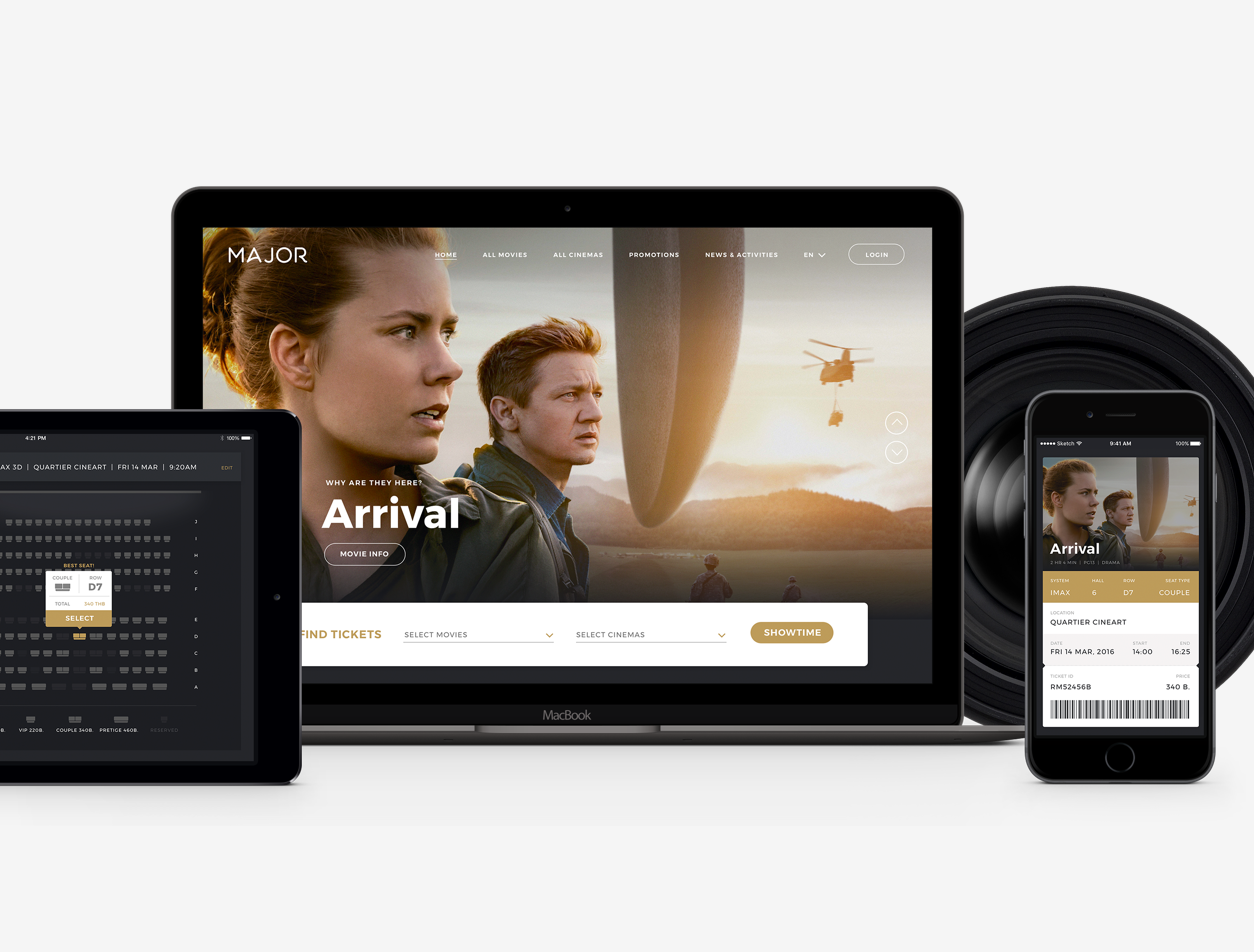 MAJOR
HOME ALL MOVIES ALL CINEMAS PROMOTIONS NEWS & ACTIVITIES EN LOGIN
WHY ARE THEY HERE?
Arrival
MOVIE INFO
FIND TICKETS SELECT MOVIES SELECT CINEMAS SHOWTIME
MacBook
4:21 PM 100%
AX 3D | QUARTIER CINEART | FRI 14 MAR | 9:20AM EDIT
J
I
H
G
F
E
D
C
B
A
BEST SEAT!
COUPLE ROW
D7
TOTAL 340 THB
SELECT
B. VIP 220B. COUPLE 340B. PRETIGE 460B. RESERVED
Sketch 9:41 AM 100%
Arrival
2 HR 6 MIN | PG13 | DRAMA
SYSTEM HALL ROW SEAT TYPE
IMAX 6 D7 COUPLE
LOCATION
QUARTIER CINEART
DATE START END
FRI 14 MAR, 2016 14:00 16:25
TICKET ID PRICE
RM52456B 340 B.